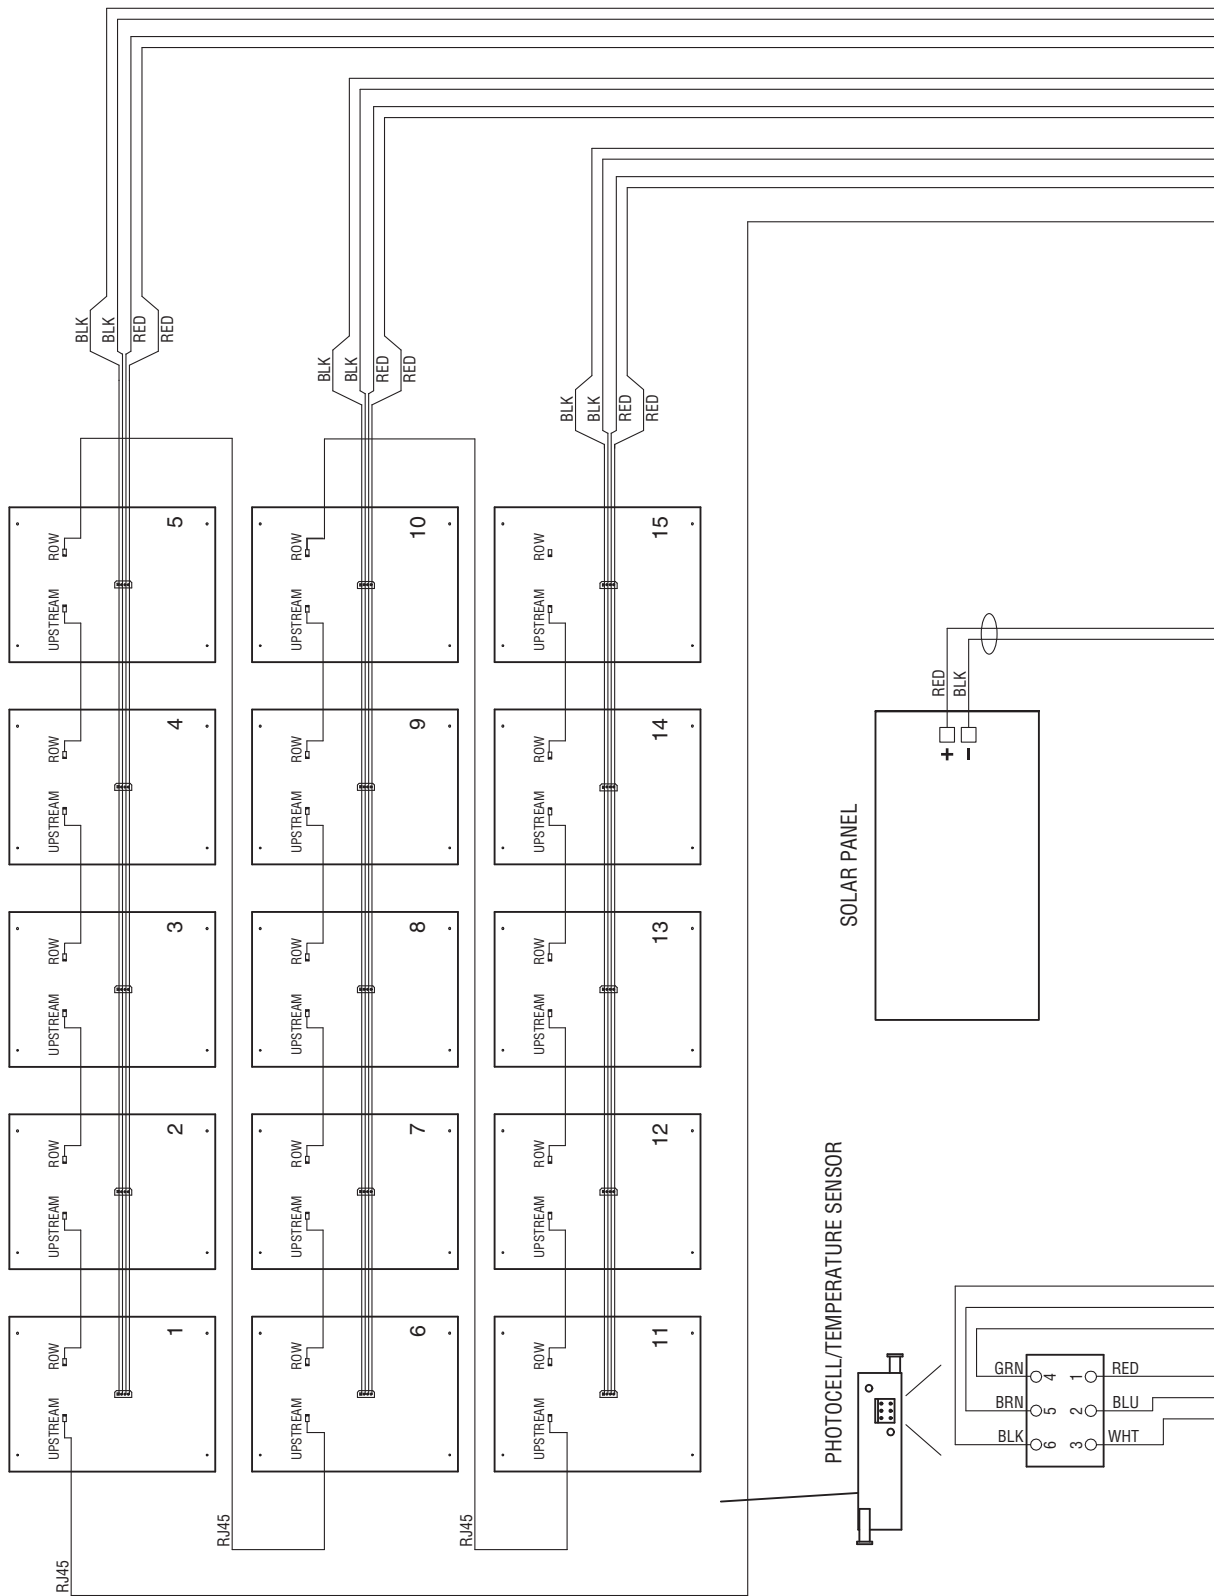 BLK
BLK
RED
RED
BLK
BLK
RED
RED
BLK
BLK
RED
RED
UPSTREAM
ROW
5
UPSTREAM
ROW
10
UPSTREAM
ROW
15
UPSTREAM
ROW
4
UPSTREAM
ROW
9
UPSTREAM
ROW
14
UPSTREAM
ROW
3
UPSTREAM
ROW
8
UPSTREAM
ROW
13
UPSTREAM
ROW
2
UPSTREAM
ROW
7
UPSTREAM
ROW
12
UPSTREAM
ROW
1
UPSTREAM
ROW
6
UPSTREAM
ROW
11
RJ45
RJ45
RJ45
SOLAR PANEL
RED
BLK
+
-
PHOTOCELL/TEMPERATURE SENSOR
GRN 4 1 RED
BRN 5 2 BLU
BLK 6 3 WHT